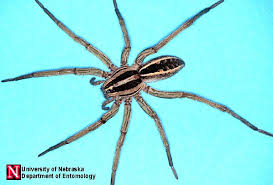 N
University of Nebraska
Department of Entomology